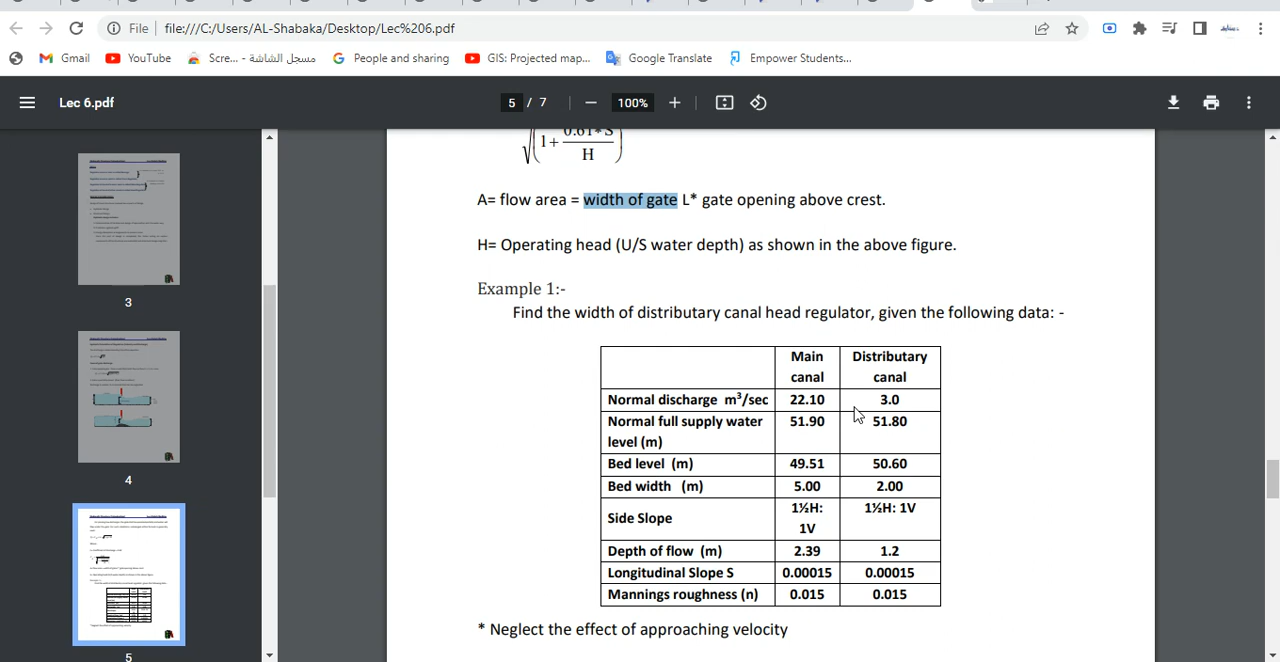 File file:///C:/Users/AL-Shabaka/Desktop/Lec%206.pdf
Gmail YouTube Scre... - مسجل الشاشة People and sharing GIS: Projected map... Google Translate Empower Students...
Lec 6.pdf 5 / 7 100%
3
4
5
√(1+ 0.61*S
H )
A= flow area = width of gate L* gate opening above crest.
H= Operating head (U/S water depth) as shown in the above figure.
Example 1:-
Find the width of distributary canal head regulator, given the following data: -
Main canal Distributary canal
Normal discharge m³/sec 22.10 3.0
Normal full supply water level (m) 51.90 51.80
Bed level (m) 49.51 50.60
Bed width (m) 5.00 2.00
Side Slope 1½H: 1V 1½H: 1V
Depth of flow (m) 2.39 1.2
Longitudinal Slope S 0.00015 0.00015
Mannings roughness (n) 0.015 0.015
* Neglect the effect of approaching velocity